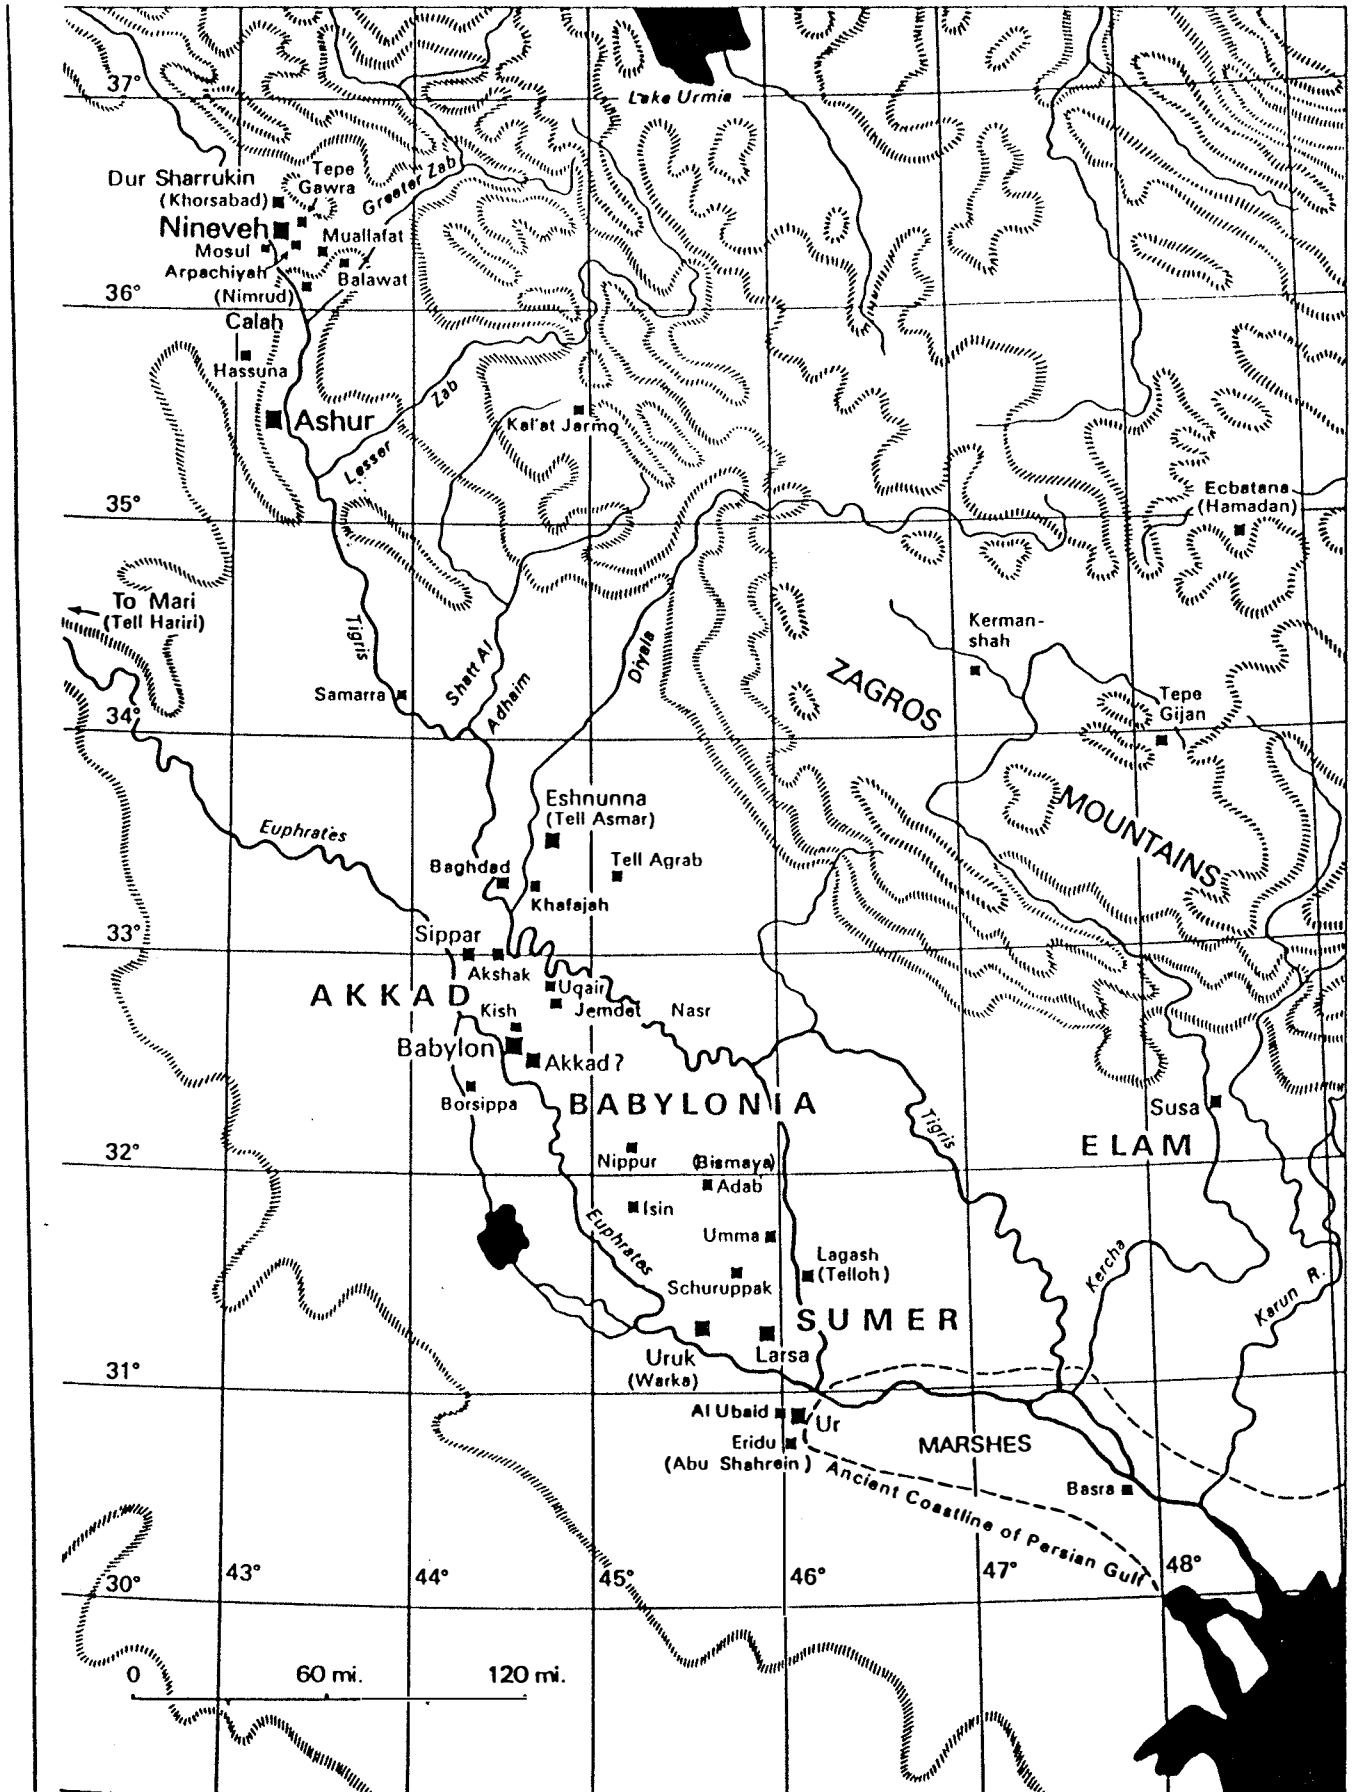 Lake Urmia
37°
Dur Sharrukin
(Khorsabad)
Tepe
Gawra
Greater Zab
Nineveh
Mosul
Muallafat
Arpachiyah
Balawat
(Nimrud)
36°
Calah
Hassuna
Ashur
Lesser Zab
Kal'at Jarmo
35°
Ecbatana
(Hamadan)
To Mari
(Tell Hariri)
Tigris
Shatt Al
Adhaim
Diyala
Kerman-
shah
Samarra
ZAGROS
Tepe
Gijan
34°
MOUNTAINS
Euphrates
Eshnunna
(Tell Asmar)
Baghdad
Tell Agrab
Khafajah
33°
Sippar
Akshak
AKKAD
Uqair
Kish
Jemdet Nasr
Babylon
Akkad?
Borsippa
BABYLONIA
Tigris
Susa
ELAM
32°
Nippur
(Bismaya)
Adab
Isin
Euphrates
Umma
Lagash
(Telloh)
Schuruppak
Kercha
Karun R.
SUMER
31°
Uruk
(Warka)
Larsa
Al Ubaid
Ur
Eridu
(Abu Shahrein)
MARSHES
Basra
Ancient Coastline of Persian Gulf
30°
43°
44°
45°
46°
47°
48°
0 60 mi. 120 mi.